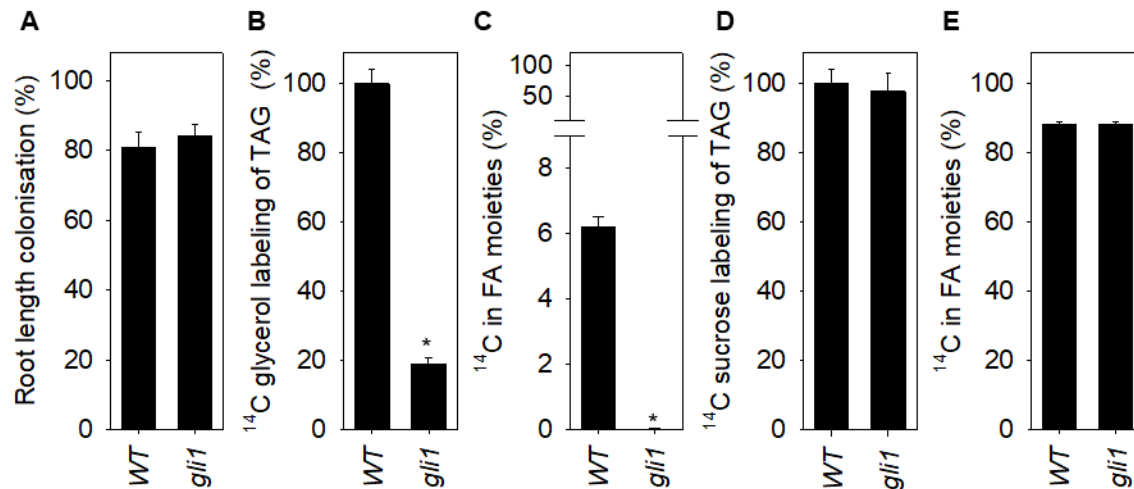 A
Root length colonisation (%)
100
80
60
40
20
0
WT
gli1
B
¹⁴C glycerol labeling of TAG (%)
100
80
60
40
20
0
*
WT
gli1
C
¹⁴C in FA moieties (%)
100
50
8
6
4
2
0
*
WT
gli1
D
¹⁴C sucrose labeling of TAG (%)
100
80
60
40
20
0
WT
gli1
E
¹⁴C in FA moieties (%)
100
80
60
40
20
0
WT
gli1